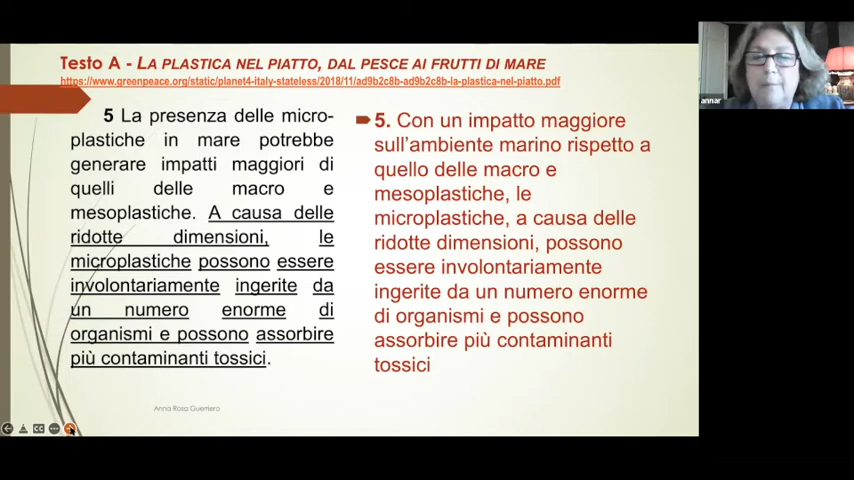 Testo A - LA PLASTICA NEL PIATTO, DAL PESCE AI FRUTTI DI MARE
https://www.greenpeace.org/static/planet4-italy-stateless/2018/11/ad9b2c8b-ad9b2c8b-la-plastica-nel-piatto.pdf
5 La presenza delle micro-
plastiche in mare potrebbe
generare impatti maggiori di
quelli delle macro e
mesoplastiche. A causa delle
ridotte dimensioni, le
microplastiche possono essere
involontariamente ingerite da
un numero enorme di
organismi e possono assorbire
più contaminanti tossici.
5. Con un impatto maggiore
sull'ambiente marino rispetto a
quello delle macro e
mesoplastiche, le
microplastiche, a causa delle
ridotte dimensioni, possono
essere involontariamente
ingerite da un numero enorme
di organismi e possono
assorbire più contaminanti
tossici
Anna Rosa Guerriero
CC
annar